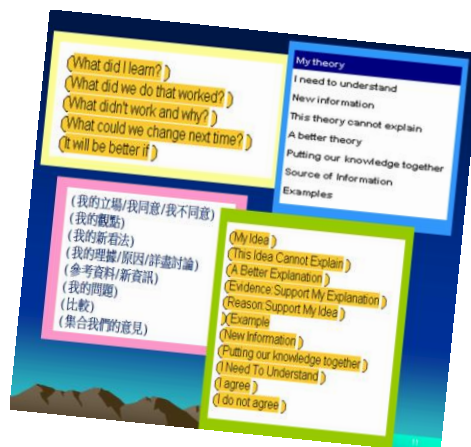 (What did I learn? )
(What did we do that worked? )
(What didn't work and why? )
(What could we change next time? )
(It will be better if )
My theory
I need to understand
New information
This theory cannot explain
A better theory
Putting our knowledge together
Source of Information
Examples
(我的立場/我同意/我不同意)
(我的觀點)
(我的新看法)
(我的理據/原因/詳盡討論)
(參考資料/新資訊)
(我的問題)
(比較)
(集合我們的意見)
(My Idea )
(This Idea Cannot Explain )
(A Better Explanation )
(Evidence:Support My Explanation )
(Reason:Support My Idea )
)(Example
(New Information )
(Putting our knowledge together )
(I Need To Understand )
(I agree )
(I do not agree )